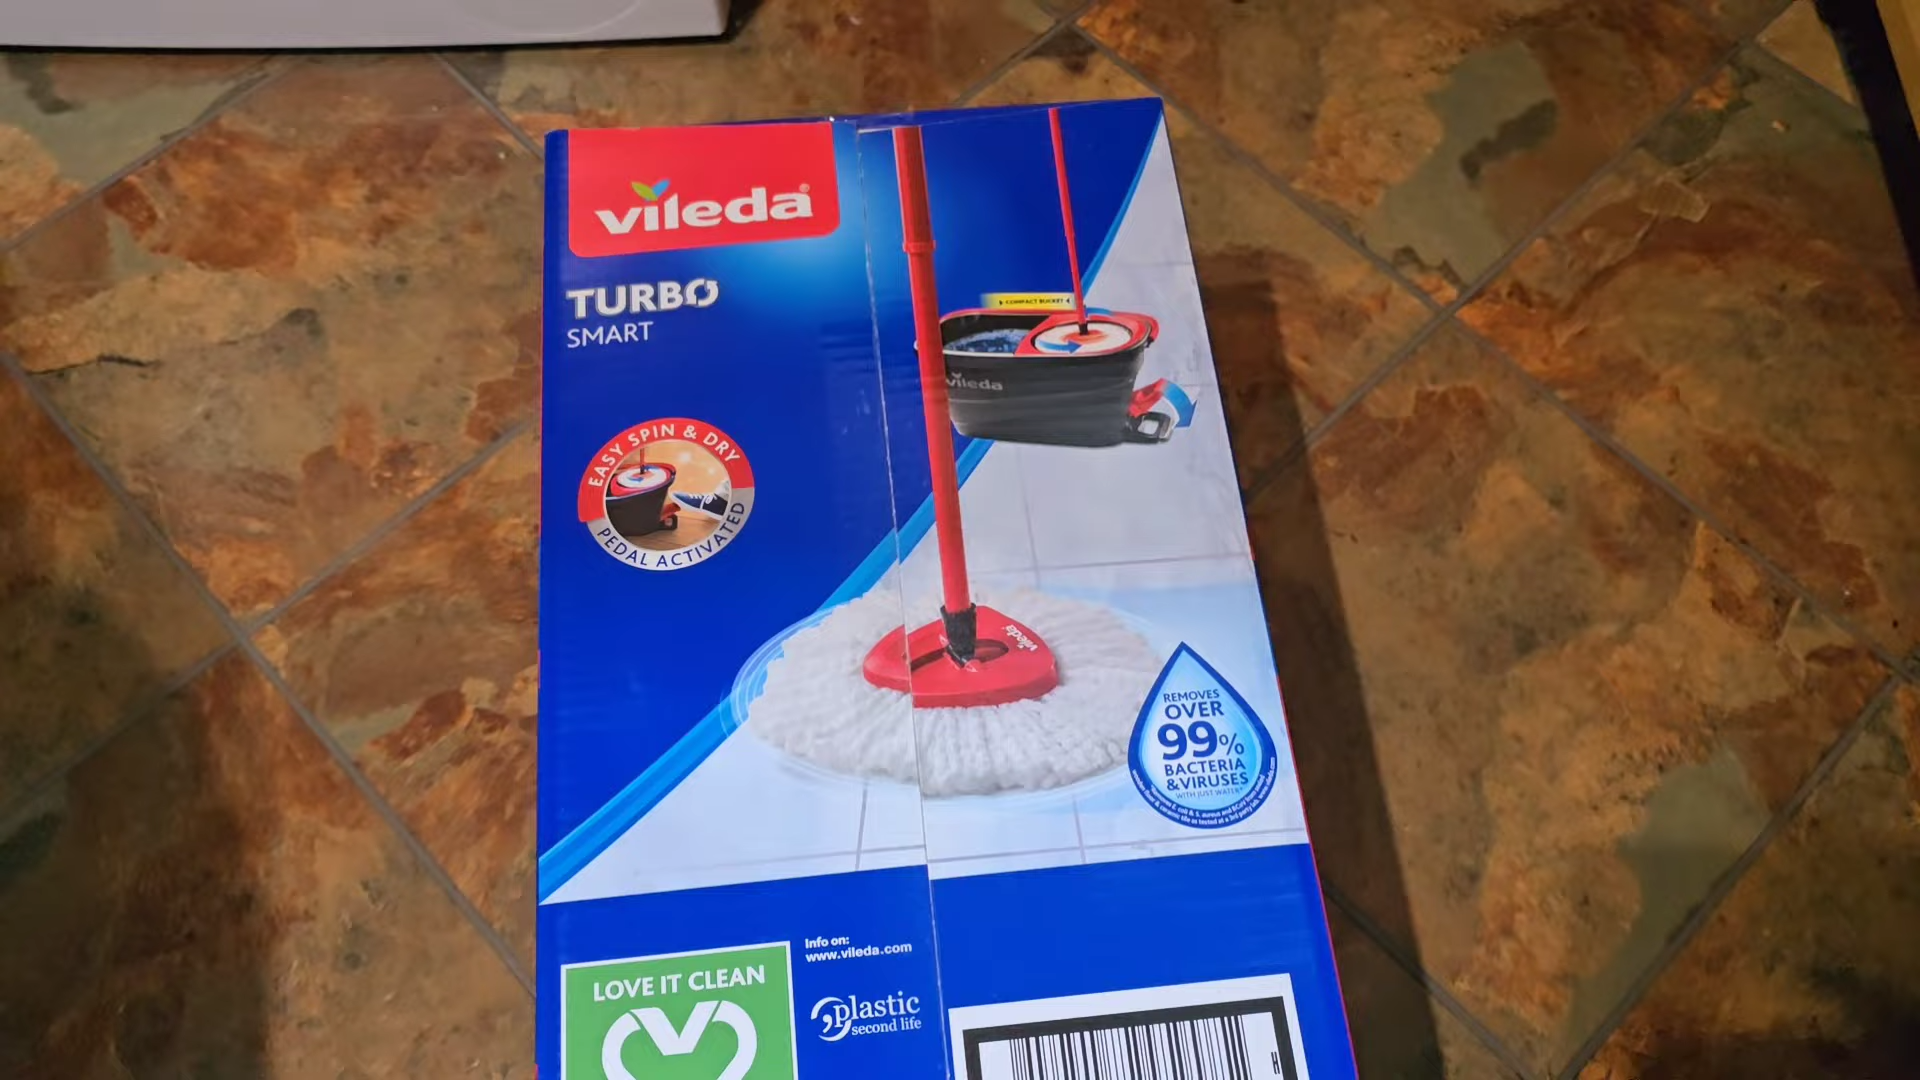 vileda
TURBO
SMART
COMPACT BUCKET
vileda
EASY SPIN & DRY
PEDAL ACTIVATED
vileda
REMOVES
OVER
99%
BACTERIA
& VIRUSES
WITH JUST WATER*
Info on:
www.vileda.com
LOVE IT CLEAN
plastic
second life
H